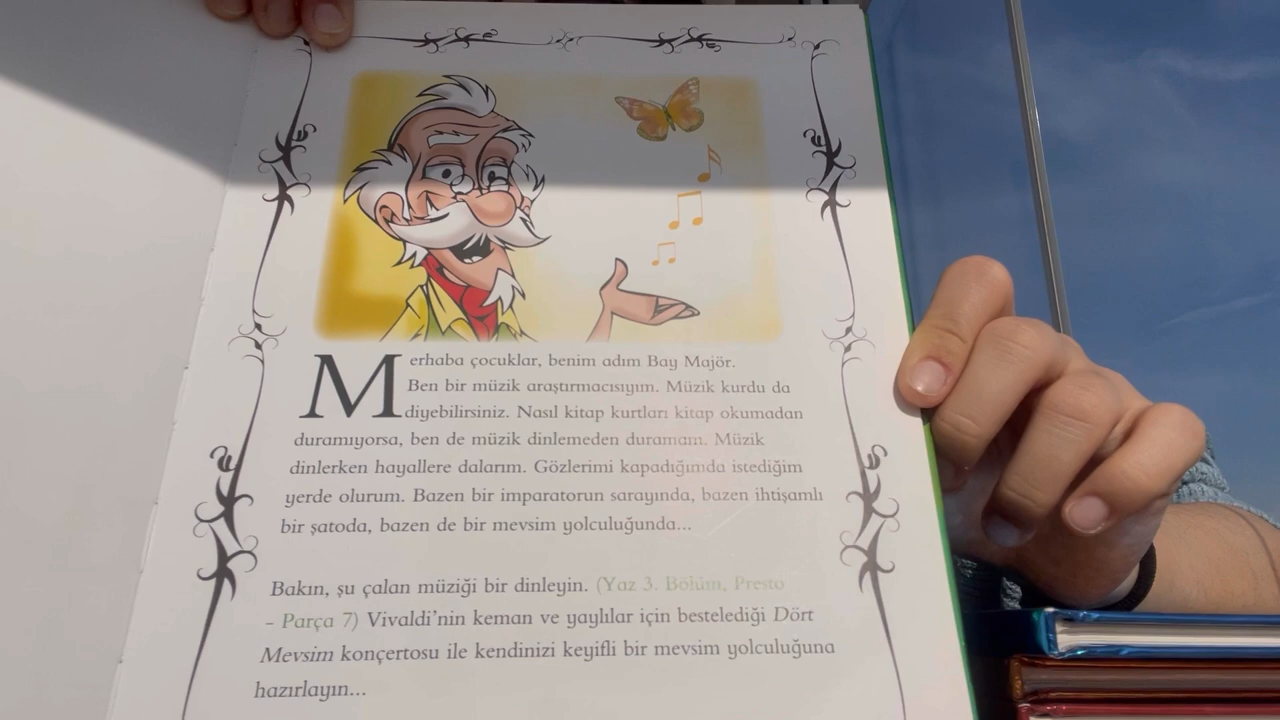 Merhaba çocuklar, benim adım Bay Majör.
Ben bir müzik araştırmacısıyım. Müzik kurdu da
diyebilirsiniz. Nasıl kitap kurtları kitap okumadan
duramıyorsa, ben de müzik dinlemeden duramam. Müzik
dinlerken hayallere dalarım. Gözlerimi kapadığımda istediğim
yerde olurum. Bazen bir imparatorun sarayında, bazen ihtişamlı
bir şatoda, bazen de bir mevsim yolculuğunda...
Bakın, şu çalan müziği bir dinleyin. (Yaz 3. Bölüm, Presto
- Parça 7) Vivaldi'nin keman ve yaylılar için bestelediği Dört
Mevsim konçertosu ile kendinizi keyifli bir mevsim yolculuğuna
hazırlayın...